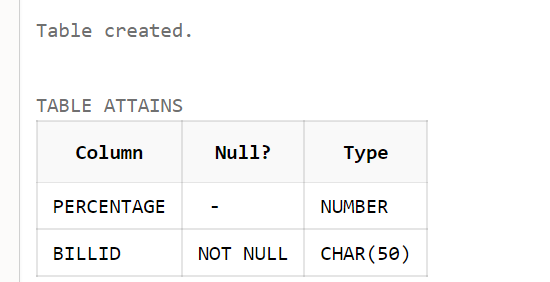 Table created.
TABLE ATTAINS
Column Null? Type
PERCENTAGE - NUMBER
BILLID NOT NULL CHAR(50)